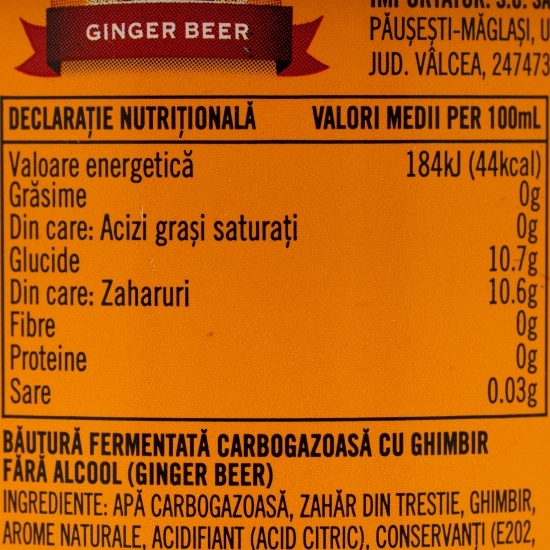 GINGER BEER
PĂUȘEȘTI-MĂGLAȘI,
JUD. VÂLCEA, 247473
DECLARAȚIE NUTRIȚIONALĂ VALORI MEDII PER 100mL
Valoare energetică 184kJ (44kcal)
Grăsime 0g
Din care: Acizi grași saturați 0g
Glucide 10.7g
Din care: Zaharuri 10.6g
Fibre 0g
Proteine 0g
Sare 0.03g
BĂUTURĂ FERMENTATĂ CARBOGAZOASĂ CU GHIMBIR
FĂRĂ ALCOOL (GINGER BEER)
INGREDIENTE: APĂ CARBOGAZOASĂ, ZAHĂR DIN TRESTIE, GHIMBIR,
AROME NATURALE, ACIDIFIANT (ACID CITRIC), CONSERVANȚI (E202,